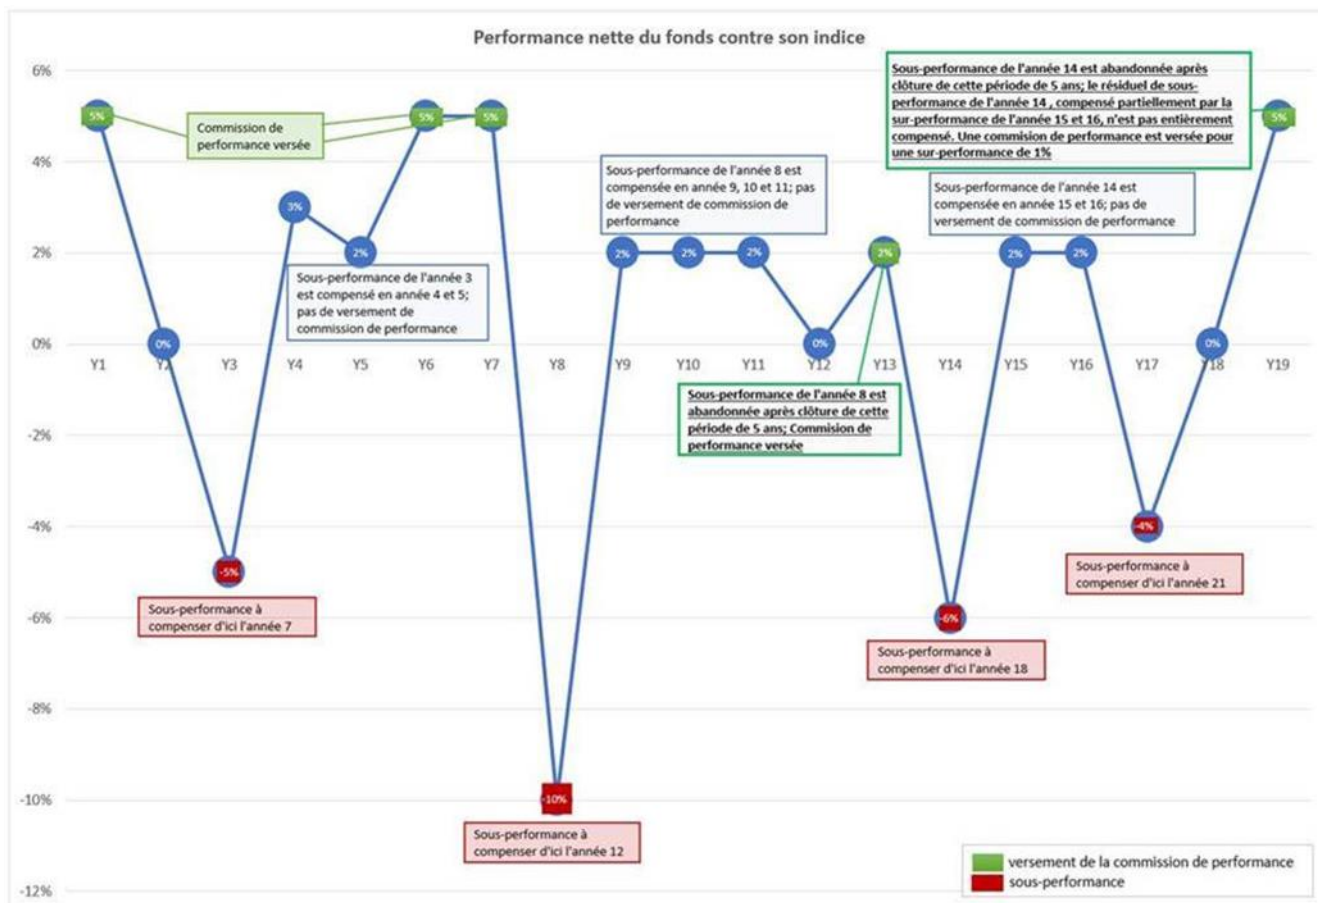 Performance nette du fonds contre son indice
6%
4%
2%
0%
-2%
-4%
-6%
-8%
-10%
-12%
Y1
Y2
Y3
Y4
Y5
Y6
Y7
Y8
Y9
Y10
Y11
Y12
Y13
Y14
Y15
Y16
Y17
Y18
Y19
5%
0%
-5%
3%
2%
5%
5%
-10%
2%
2%
2%
0%
2%
-6%
2%
2%
-4%
0%
5%
Commission de
performance versée
Sous-performance de l'année 3
est compensé en année 4 et 5;
pas de versement de
commission de performance
Sous-performance à
compenser d'ici l'année 7
Sous-performance à
compenser d'ici l'année 12
Sous-performance de l'année 8 est
compensée en année 9, 10 et 11; pas
de versement de commission de
performance
Sous-performance de l'année 8 est
abandonnée après clôture de cette
période de 5 ans; Commision de
performance versée
Sous-performance de l'année 14 est abandonnée après
clôture de cette période de 5 ans; le résiduel de sous-
performance de l'année 14 , compensé partiellement par la
sur-performance de l'année 15 et 16, n'est pas entièrement
compensé. Une commision de performance est versée pour
une sur-performance de 1%
Sous-performance de l'année 14 est
compensée en année 15 et 16; pas de
versement de commission de performance
Sous-performance à
compenser d'ici l'année 18
Sous-performance à
compenser d'ici l'année 21
versement de la commission de performance
sous-performance